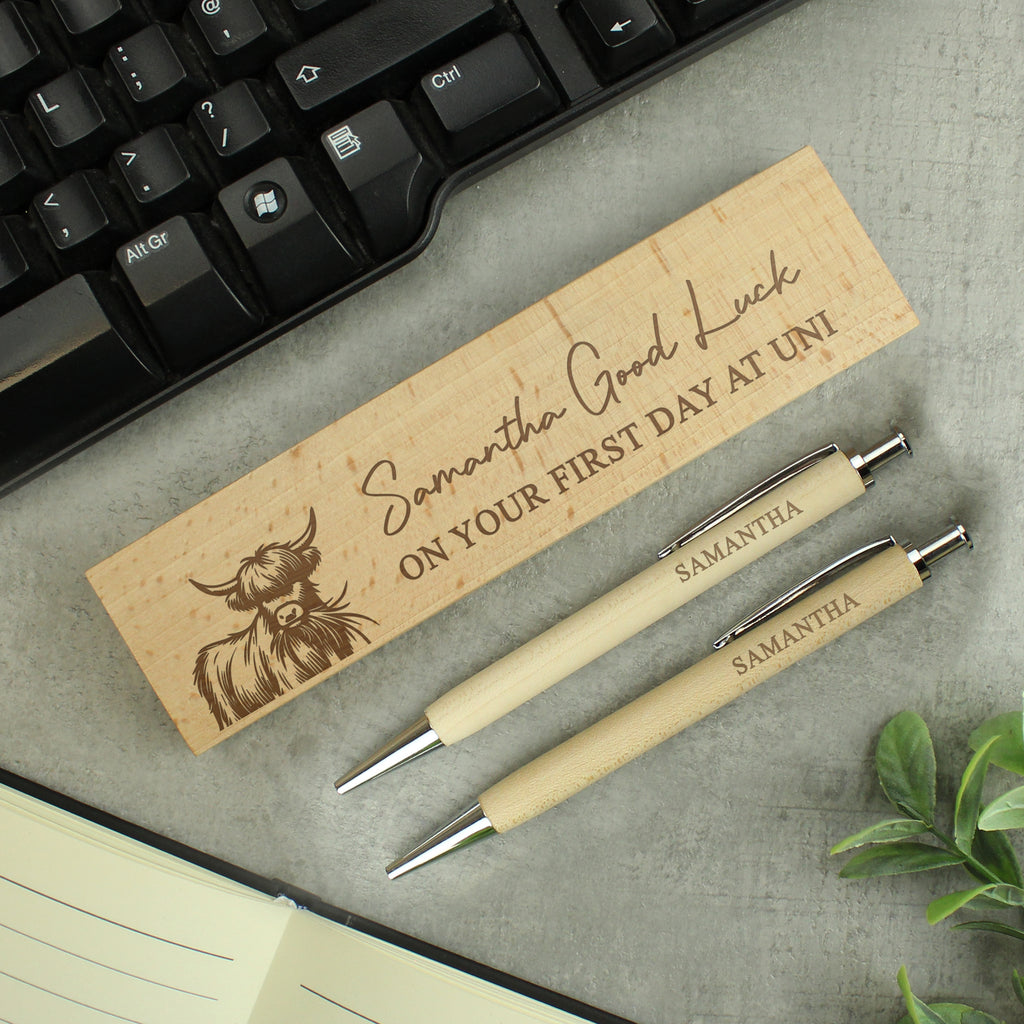 @
'
:
;
L
?
/
Ctrl
>
.
<
,
Alt Gr
Samantha Good Luck
ON YOUR FIRST DAY AT UNI
SAMANTHA
SAMANTHA